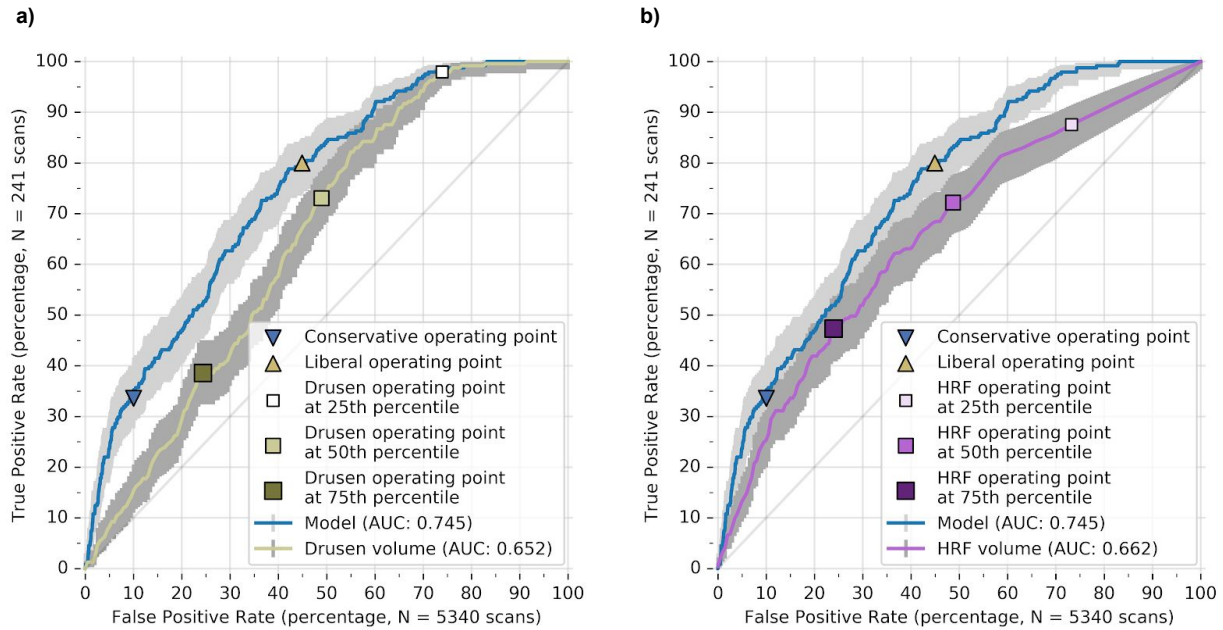 a)
100
90
80
70
60
50
40
30
20
10
0
True Positive Rate (percentage, N = 241 scans)
Conservative operating point
Liberal operating point
Drusen operating point
at 25th percentile
Drusen operating point
at 50th percentile
Drusen operating point
at 75th percentile
Model (AUC: 0.745)
Drusen volume (AUC: 0.652)
0 10 20 30 40 50 60 70 80 90 100
False Positive Rate (percentage, N = 5340 scans)
b)
100
90
80
70
60
50
40
30
20
10
0
True Positive Rate (percentage, N = 241 scans)
Conservative operating point
Liberal operating point
HRF operating point
at 25th percentile
HRF operating point
at 50th percentile
HRF operating point
at 75th percentile
Model (AUC: 0.745)
HRF volume (AUC: 0.662)
0 10 20 30 40 50 60 70 80 90 100
False Positive Rate (percentage, N = 5340 scans)